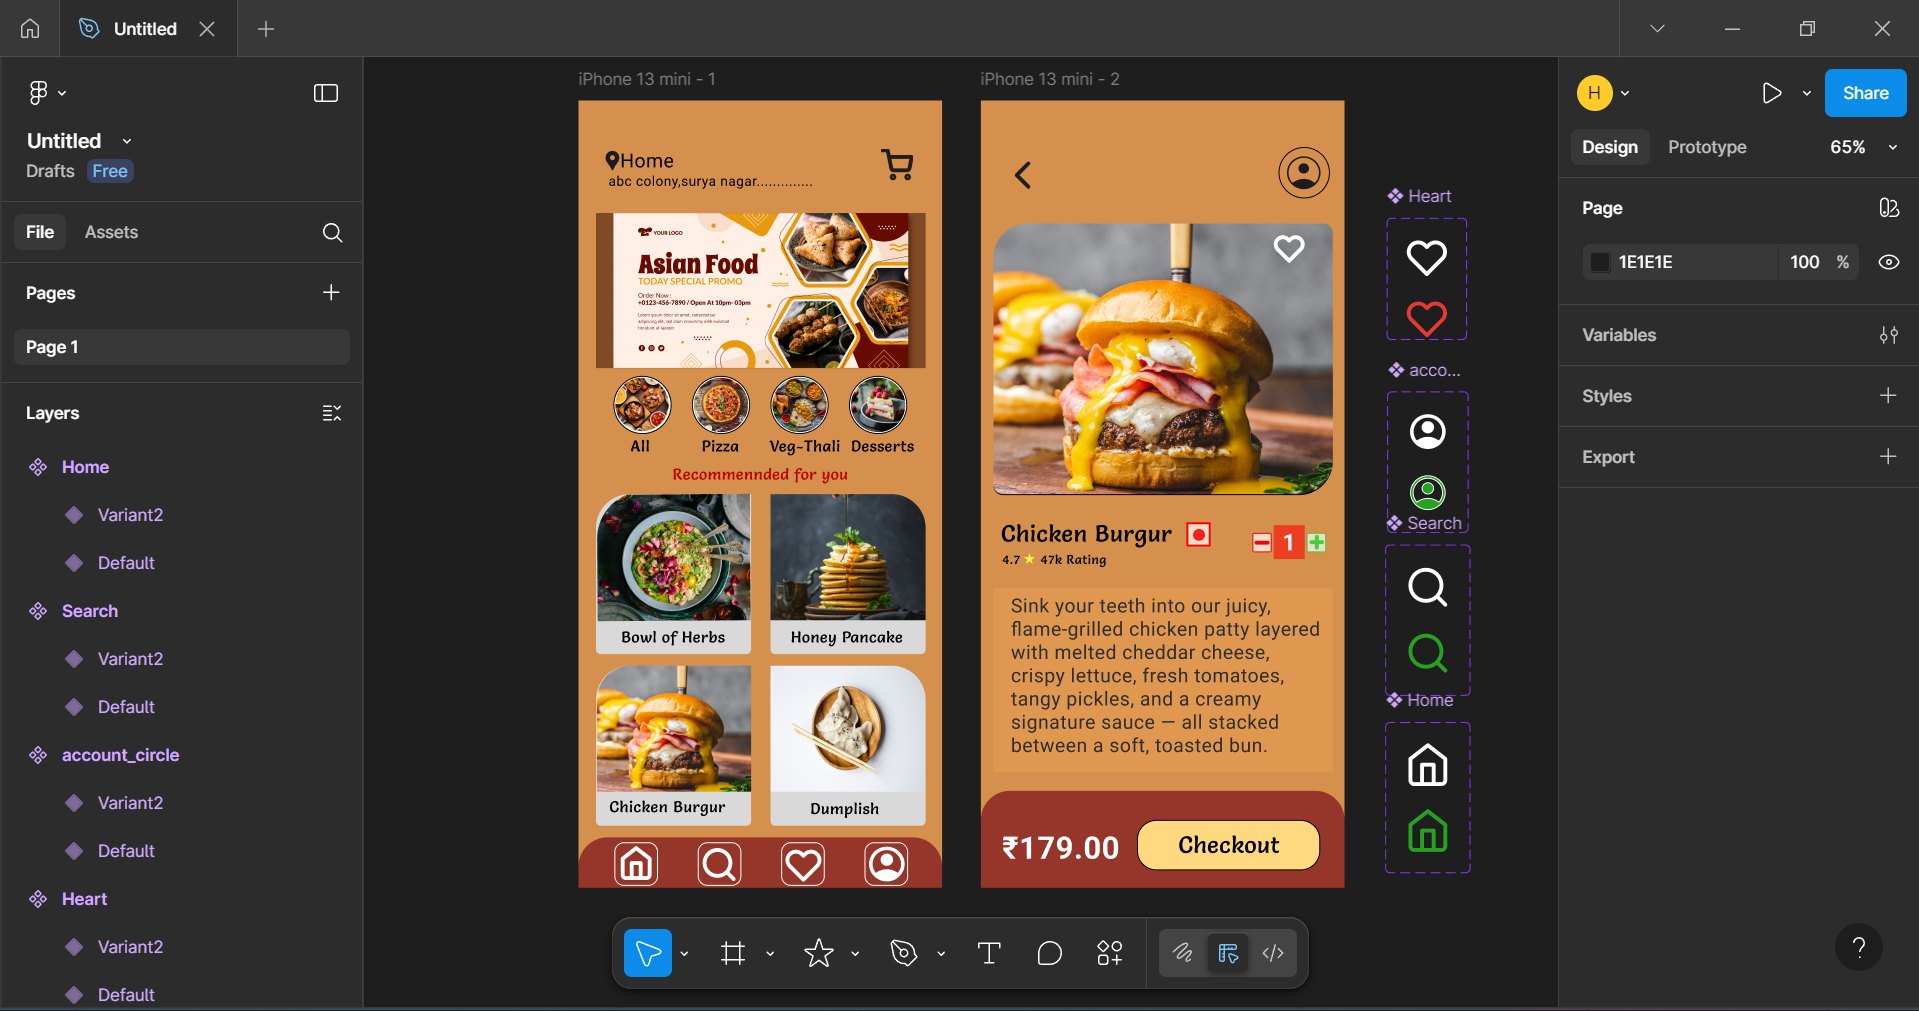 Untitled
Untitled
Drafts Free
File Assets
Pages
Page 1
Layers
Home
Variant2
Default
Search
Variant2
Default
account_circle
Variant2
Default
Heart
Variant2
Default
iPhone 13 mini - 1
Home
abc colony,surya nagar..............
YOUR LOGO
Asian Food
TODAY SPECIAL PROMO
Order Now :
+0123-456-7890 / Open At 10pm- 03pm
All Pizza Veg~Thali Desserts
Recommennded for you
Bowl of Herbs Honey Pancake
Chicken Burgur Dumplish
iPhone 13 mini - 2
Chicken Burgur
1
4.7 ★ 47k Rating
Sink your teeth into our juicy,
flame-grilled chicken patty layered
with melted cheddar cheese,
crispy lettuce, fresh tomatoes,
tangy pickles, and a creamy
signature sauce — all stacked
between a soft, toasted bun.
₹179.00 Checkout
Heart
acco...
Search
Home
H Share
Design Prototype 65%
Page
1E1E1E 100 %
Variables
Styles
Export
?